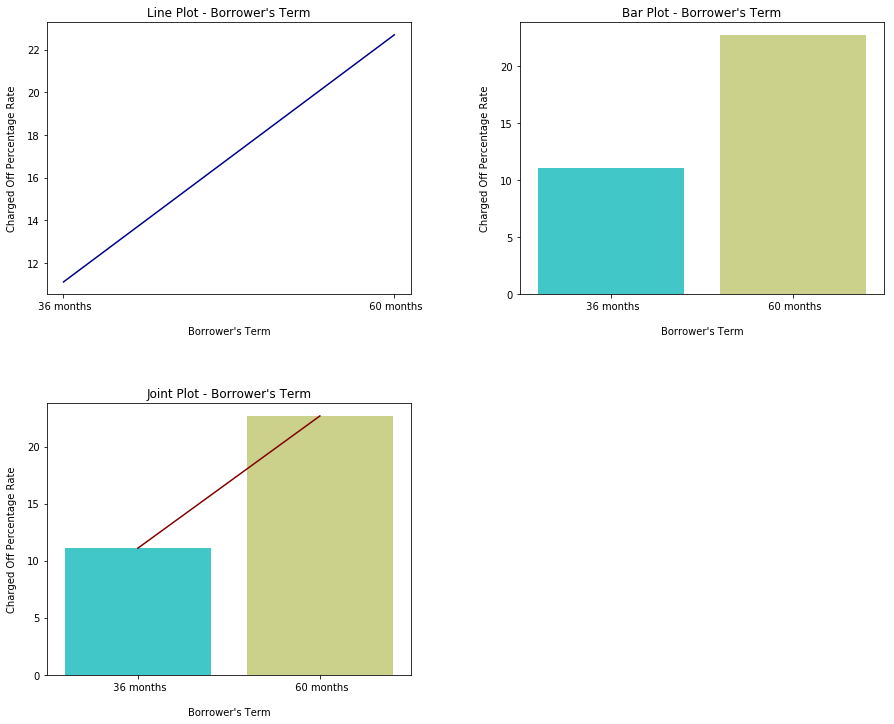 Line Plot - Borrower's Term
Charged Off Percentage Rate
22
20
18
16
14
12
36 months
60 months
Borrower's Term
Bar Plot - Borrower's Term
Charged Off Percentage Rate
20
15
10
5
0
36 months
60 months
Borrower's Term
Joint Plot - Borrower's Term
Charged Off Percentage Rate
20
15
10
5
0
36 months
60 months
Borrower's Term